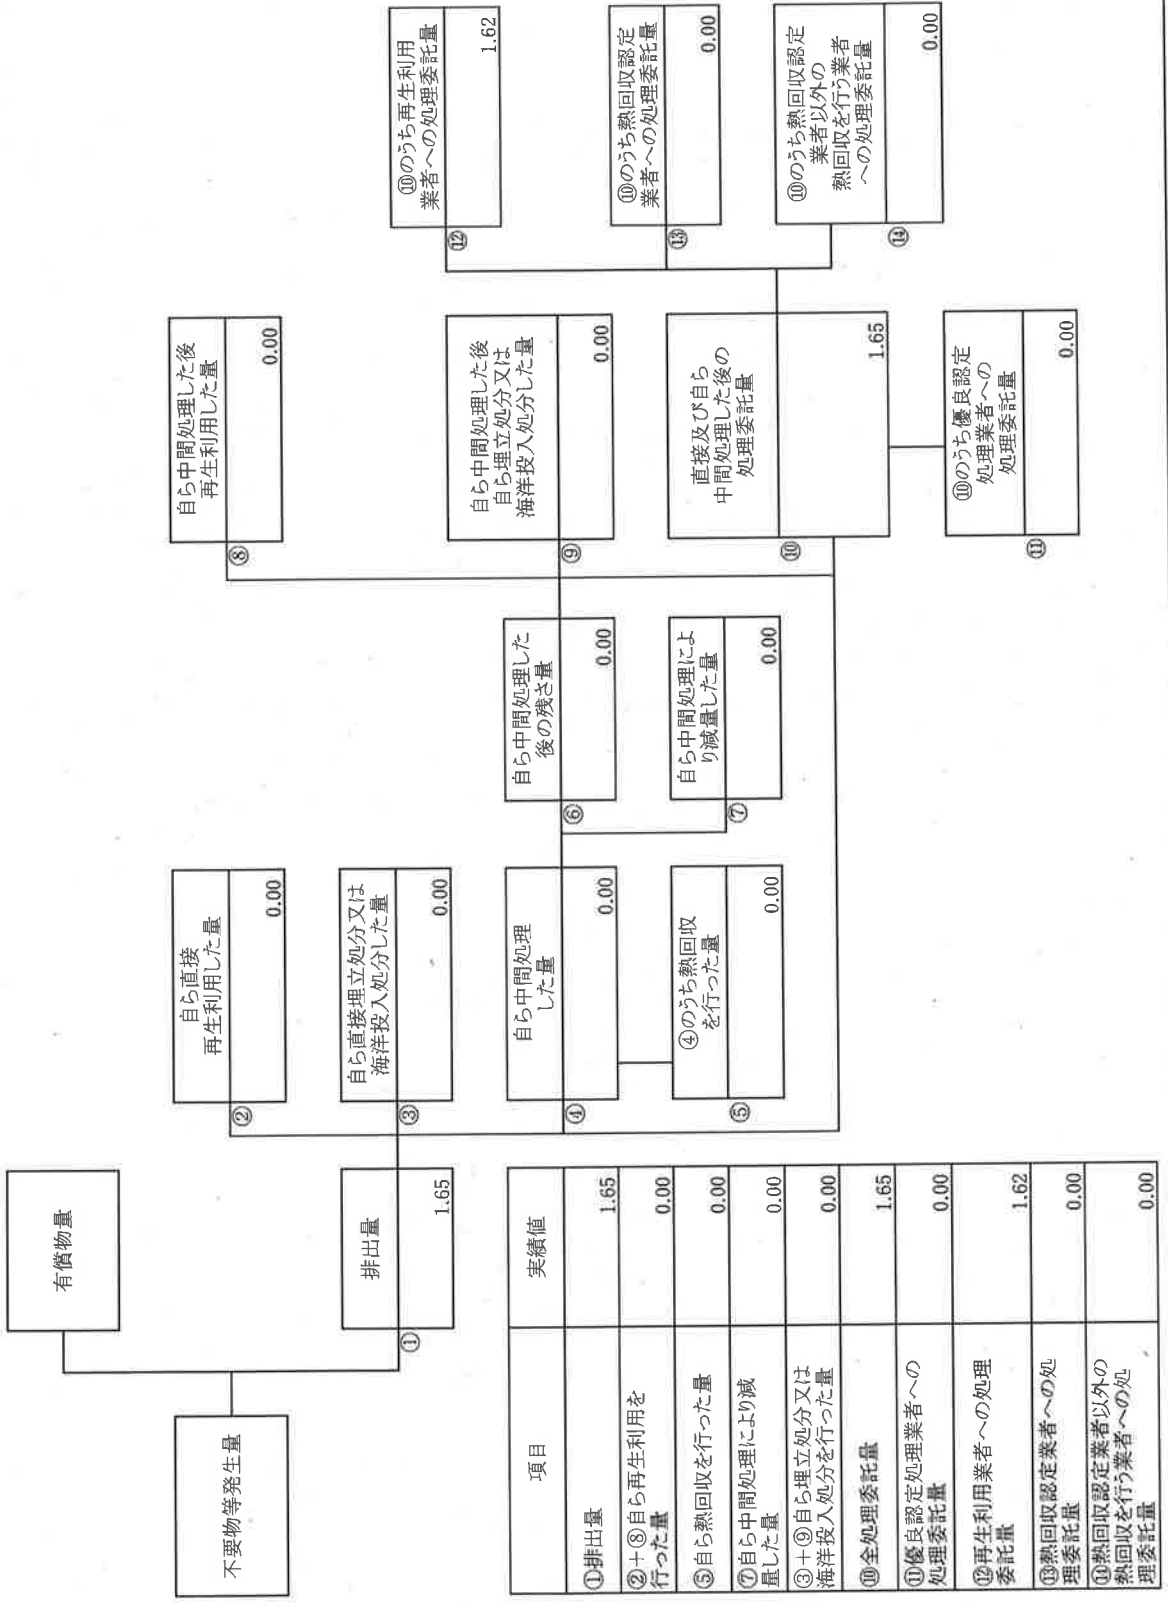 不要物等発生量
有償物量
①
排出量
1.65
②
自ら直接
再生利用した量
0.00
③
自ら直接埋立処分又は
海洋投入処分した量
0.00
④
自ら中間処理
した量
0.00
⑤
④のうち熱回収
を行った量
0.00
⑥
自ら中間処理した
後の残さ量
0.00
⑦
自ら中間処理によ
り減量した量
0.00
⑧
自ら中間処理した後
再生利用した量
0.00
⑨
自ら中間処理した後
自ら埋立処分又は
海洋投入処分した量
0.00
⑩
直接及び自ら
中間処理した後の
処理委託量
1.65
⑪
⑩のうち優良認定
処理業者への
処理委託量
0.00
⑫
⑩のうち再生利用
業者への処理委託量
1.62
⑬
⑩のうち熱回収認定
業者への処理委託量
0.00
⑭
⑩のうち熱回収認定
業者以外の
熱回収を行う業者
への処理委託量
0.00
項目 実績値
①排出量 1.65
②+⑧自ら再生利用を
行った量 0.00
⑤自ら熱回収を行った量 0.00
⑦自ら中間処理により減
量した量 0.00
③+⑨自ら埋立処分又は
海洋投入処分を行った量 0.00
⑩全処理委託量 1.65
⑪優良認定処理業者への
処理委託量 0.00
⑫再生利用業者への処理
委託量 1.62
⑬熱回収認定業者への処
理委託量 0.00
⑭熱回収認定業者以外の
熱回収を行う業者への処
理委託量 0.00